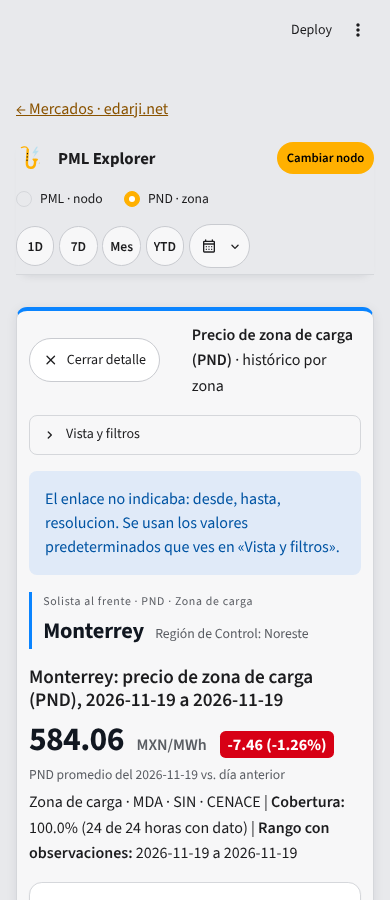 Deploy
← Mercados · edarji.net
PML Explorer
Cambiar nodo
PML · nodo
PND · zona
1D
7D
Mes
YTD
Cerrar detalle
Precio de zona de carga
(PND) · histórico por
zona
Vista y filtros
El enlace no indicaba: desde, hasta,
resolucion. Se usan los valores
predeterminados que ves en «Vista y filtros».
Solista al frente · PND · Zona de carga
Monterrey Región de Control: Noreste
Monterrey: precio de zona de carga
(PND), 2026-11-19 a 2026-11-19
584.06 MXN/MWh -7.46 (-1.26%)
PND promedio del 2026-11-19 vs. día anterior
Zona de carga · MDA · SIN · CENACE | Cobertura:
100.0% (24 de 24 horas con dato) | Rango con
observaciones: 2026-11-19 a 2026-11-19